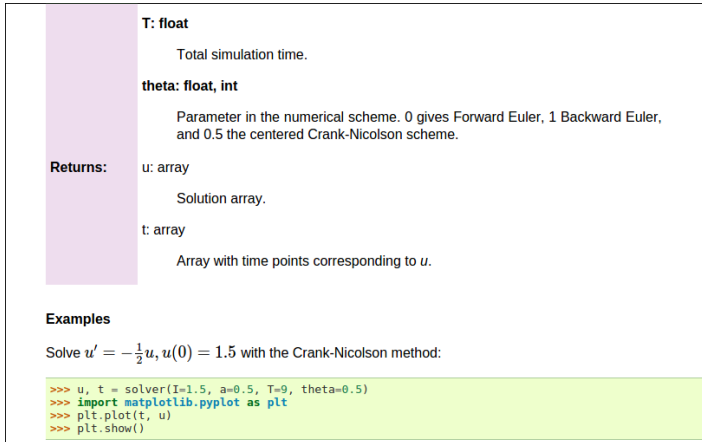 T: float
Total simulation time.
theta: float, int
Parameter in the numerical scheme. 0 gives Forward Euler, 1 Backward Euler,
and 0.5 the centered Crank-Nicolson scheme.
Returns: u: array
Solution array.
t: array
Array with time points corresponding to u.
Examples
Solve u′ = −½u, u(0) = 1.5 with the Crank-Nicolson method:
>>> u, t = solver(I=1.5, a=0.5, T=9, theta=0.5)
>>> import matplotlib.pyplot as plt
>>> plt.plot(t, u)
>>> plt.show()